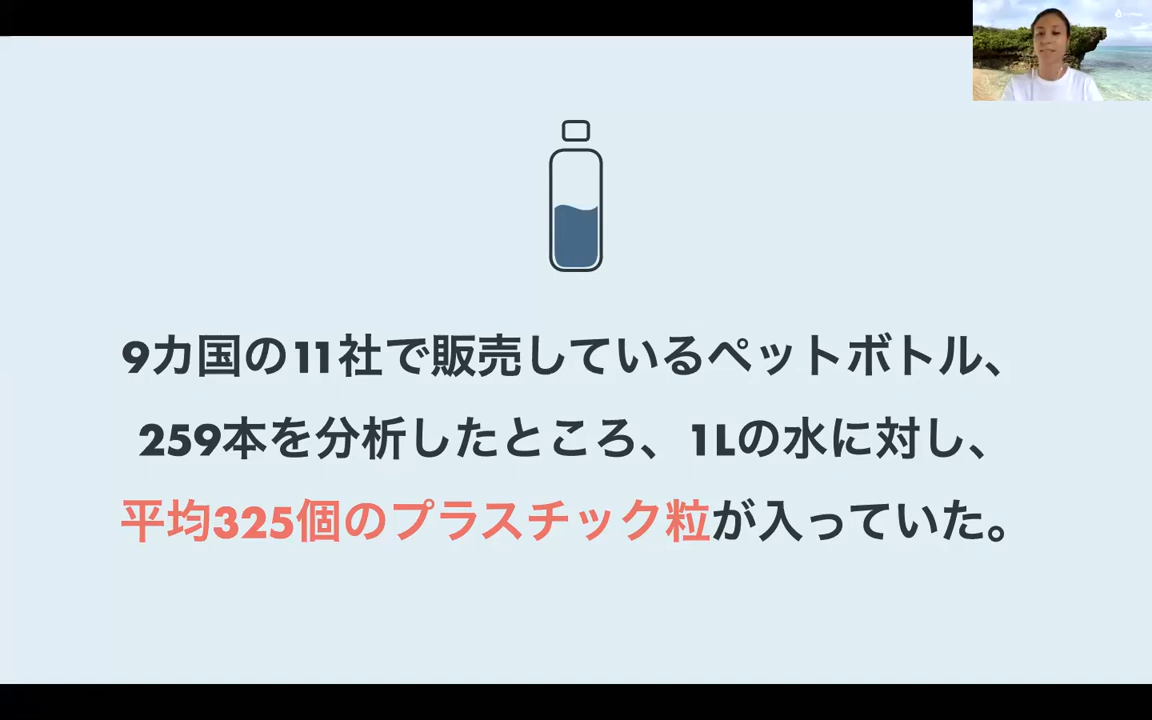 9カ国の11社で販売しているペットボトル、
259本を分析したところ、1Lの水に対し、
平均325個のプラスチック粒が入っていた。